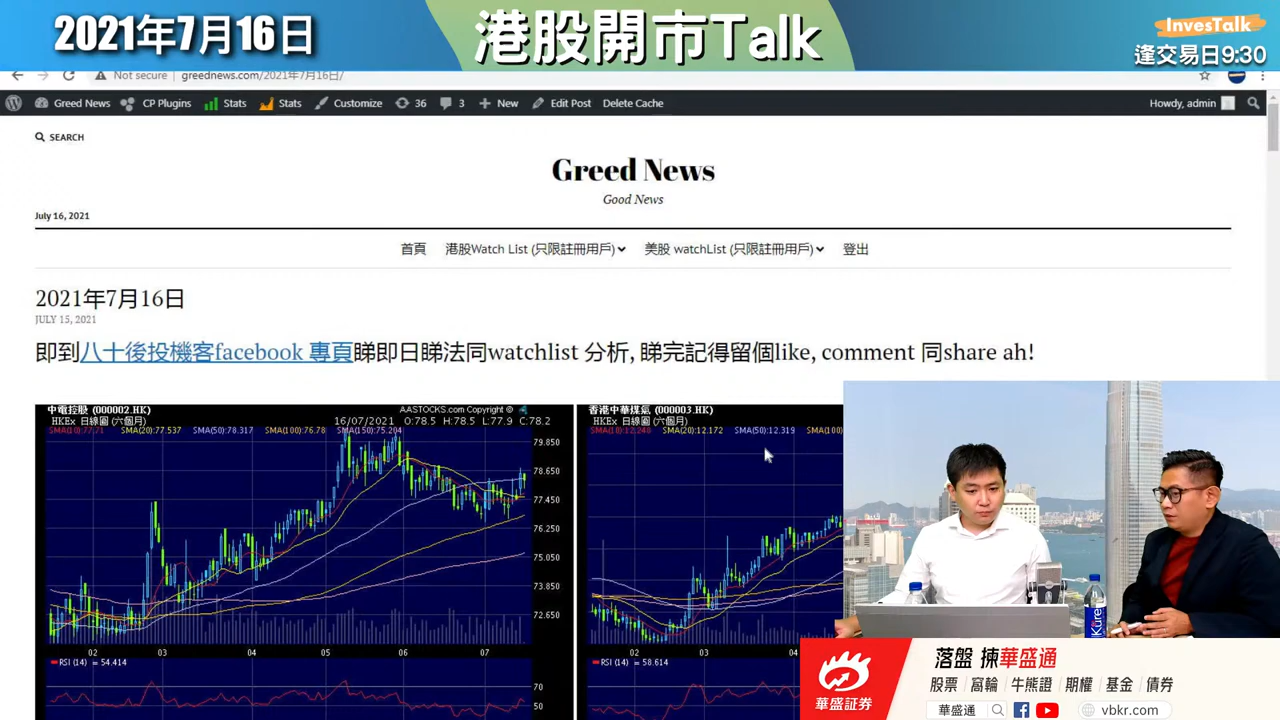 2021年7月16日
港股開市Talk
InvesTalk
逢交易日9:30
Not secure | greednews.com/2021年7月16日/
Greed News CP Plugins Stats Stats Customize 36 3 New Edit Post Delete Cache Howdy, admin
SEARCH
Greed News
Good News
July 16, 2021
首頁 港股Watch List (只限註冊用戶) 美股 watchList (只限註冊用戶) 登出
2021年7月16日
JULY 15, 2021
即到八十後投機客facebook 專頁睇即日睇法同watchlist 分析, 睇完記得留個like, comment 同share ah!
中電控股 (000002.HK) AASTOCKS.com Copyright ©
HKEx 日線圖 (六個月) 16/07/2021 O:78.5 H:78.5 L:77.9 C:78.2
SMA(10):77.71 SMA(20):77.537 SMA(50):78.317 SMA(100):76.78 SMA(150):75.204
79.850
78.650
77.450
76.250
75.050
73.850
72.650
02 03 04 05 06 07
RSI (14) = 54.414
70
50
香港中華煤氣 (000003.HK)
HKEx 日線圖 (六個月)
SMA(10):12.248 SMA(20):12.172 SMA(50):12.319 SMA(100)
02 03
RSI (14) = 58.614
Küre
華盛証券
落盤 揀華盛通
股票 | 窩輪 | 牛熊證 | 期權 | 基金 | 債券
華盛通 vbkr.com